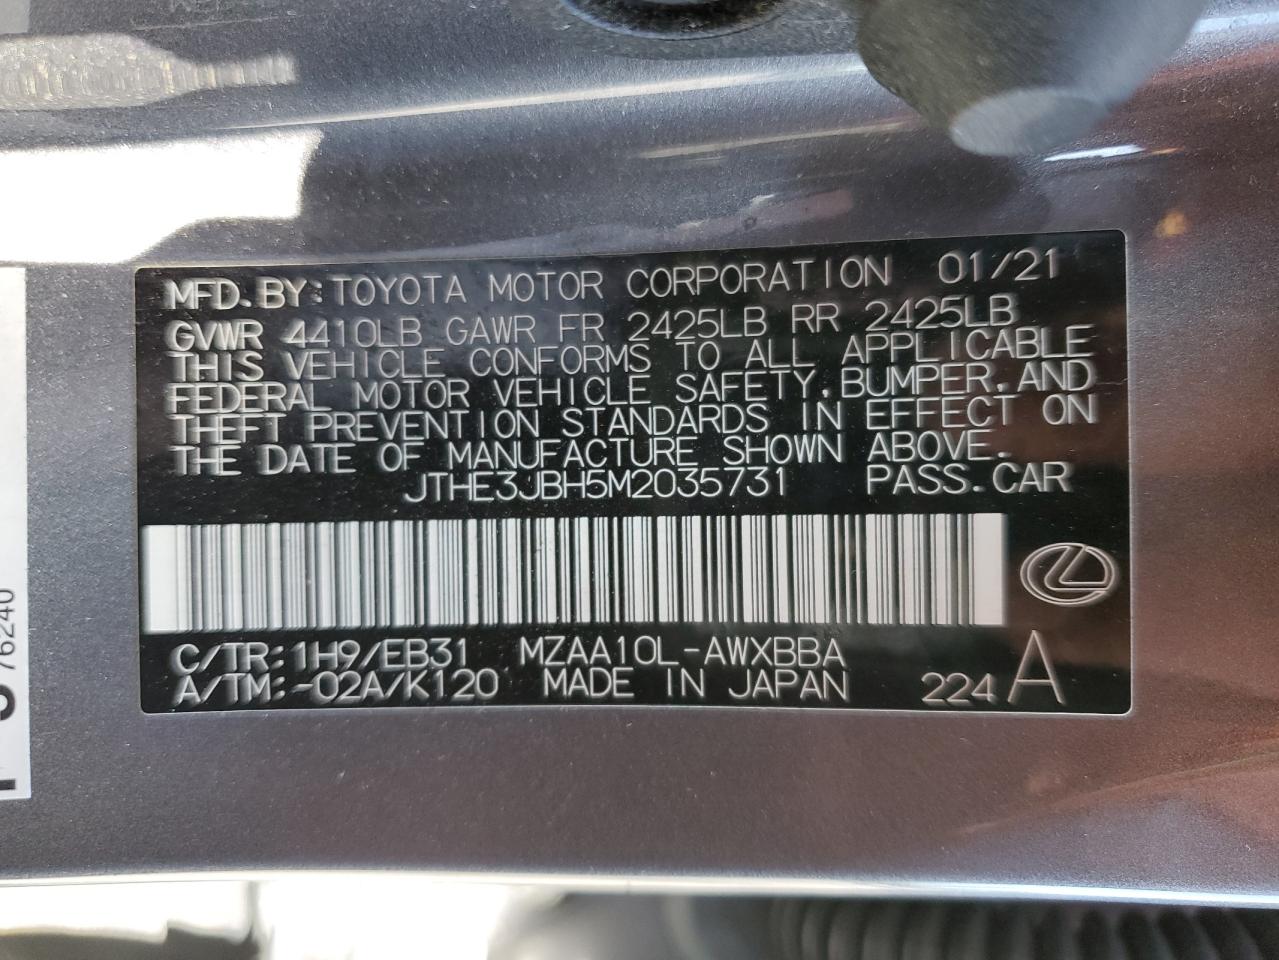 MFD. BY: TOYOTA MOTOR CORPORATION 01/21
GVWR 4410LB GAWR FR 2425LB RR 2425LB
THIS VEHICLE CONFORMS TO ALL APPLICABLE
FEDERAL MOTOR VEHICLE SAFETY, BUMPER, AND
THEFT PREVENTION STANDARDS IN EFFECT ON
THE DATE OF MANUFACTURE SHOWN ABOVE.
JTHE3JBH5M2035731 PASS. CAR
C/TR: 1H9/EB31 MZAA10L-AWXBBA
A/TM: -02A/K120 MADE IN JAPAN 224 A
76240